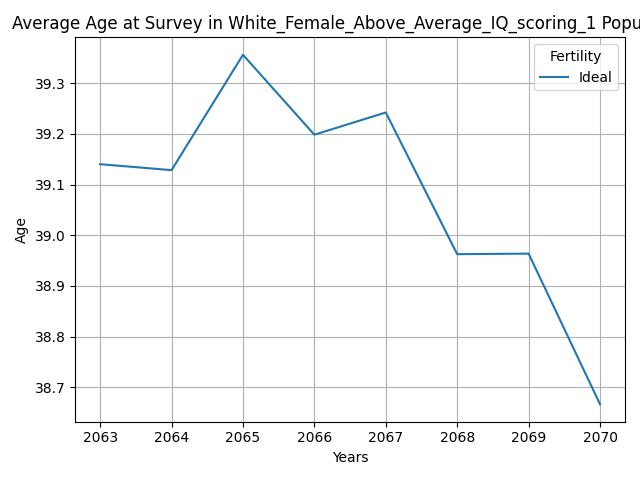 Average Age at Survey in White_Female_Above_Average_IQ_scoring_1 Popu
Fertility
Ideal
39.3
39.2
39.1
39.0
38.9
38.8
38.7
Age
2063 2064 2065 2066 2067 2068 2069 2070
Years